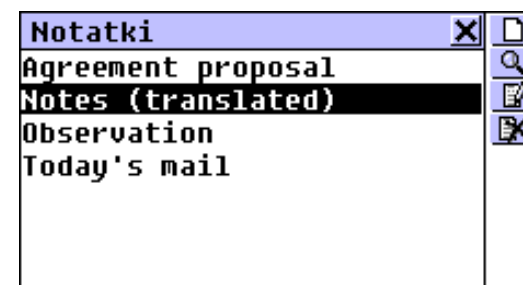 Notatki
Agreement proposal
Notes (translated)
Observation
Today's mail